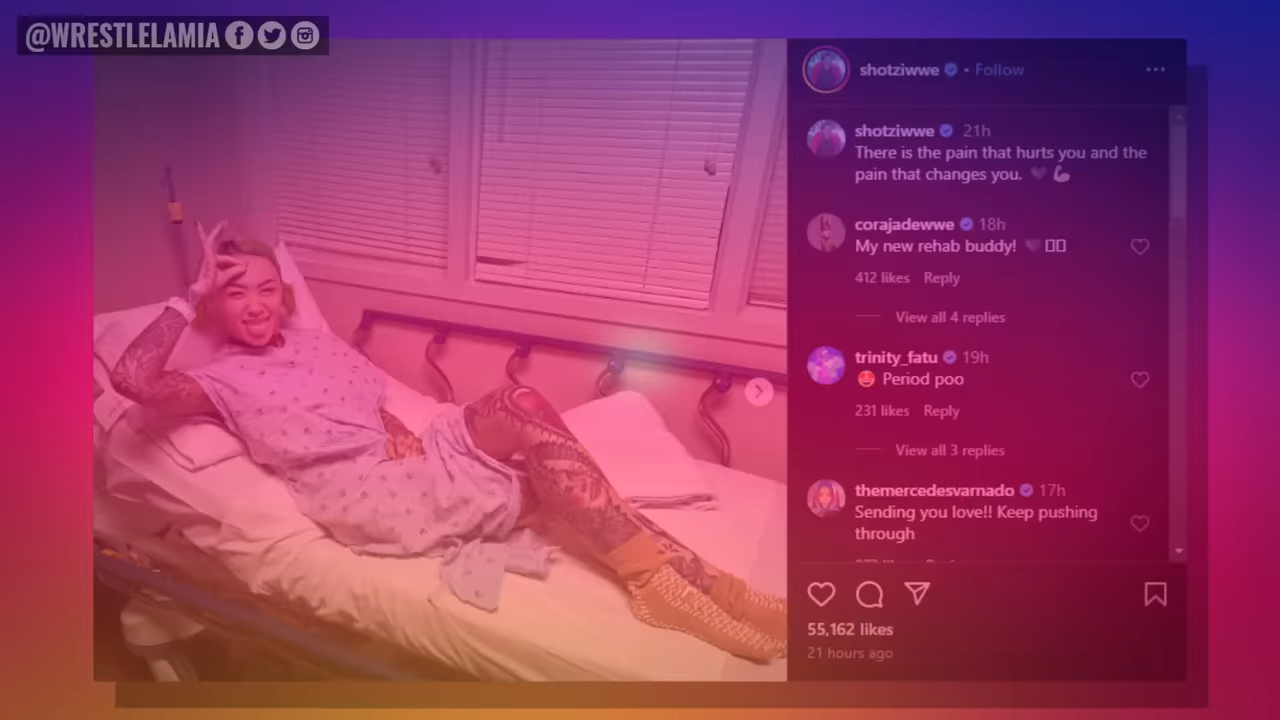 @WRESTLELAMIA
shotziwwe • Follow
shotziwwe 21h
There is the pain that hurts you and the
pain that changes you. 🖤 💪
corajadewwe 18h
My new rehab buddy! 🖤 ▯▯
412 likes Reply
View all 4 replies
trinity_fatu 19h
😍 Period poo
231 likes Reply
View all 3 replies
themercedesvarnado 17h
Sending you love!! Keep pushing
through
55,162 likes
21 hours ago